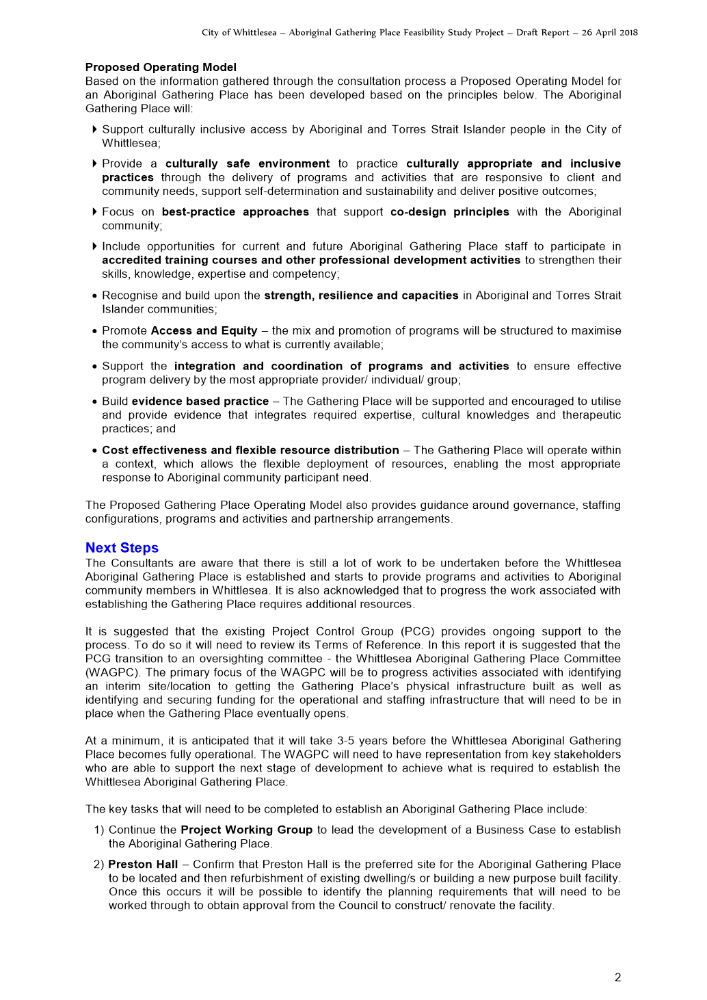 City of Whittlesea – Aboriginal Gathering Place Feasibility Study Project – Draft Report – 26 April 2018
Proposed Operating Model
Based on the information gathered through the consultation process a Proposed Operating Model for
an Aboriginal Gathering Place has been developed based on the principles below. The Aboriginal
Gathering Place will:
Support culturally inclusive access by Aboriginal and Torres Strait Islander people in the City of
Whittlesea;
Provide a culturally safe environment to practice culturally appropriate and inclusive
practices through the delivery of programs and activities that are responsive to client and
community needs, support self-determination and sustainability and deliver positive outcomes;
Focus on best-practice approaches that support co-design principles with the Aboriginal
community;
Include opportunities for current and future Aboriginal Gathering Place staff to participate in
accredited training courses and other professional development activities to strengthen their
skills, knowledge, expertise and competency;
• Recognise and build upon the strength, resilience and capacities in Aboriginal and Torres Strait
Islander communities;
• Promote Access and Equity – the mix and promotion of programs will be structured to maximise
the community's access to what is currently available;
• Support the integration and coordination of programs and activities to ensure effective
program delivery by the most appropriate provider/ individual/ group;
• Build evidence based practice – The Gathering Place will be supported and encouraged to utilise
and provide evidence that integrates required expertise, cultural knowledges and therapeutic
practices; and
• Cost effectiveness and flexible resource distribution – The Gathering Place will operate within
a context, which allows the flexible deployment of resources, enabling the most appropriate
response to Aboriginal community participant need.
The Proposed Gathering Place Operating Model also provides guidance around governance, staffing
configurations, programs and activities and partnership arrangements.
Next Steps
The Consultants are aware that there is still a lot of work to be undertaken before the Whittlesea
Aboriginal Gathering Place is established and starts to provide programs and activities to Aboriginal
community members in Whittlesea. It is also acknowledged that to progress the work associated with
establishing the Gathering Place requires additional resources.
It is suggested that the existing Project Control Group (PCG) provides ongoing support to the
process. To do so it will need to review its Terms of Reference. In this report it is suggested that the
PCG transition to an oversighting committee - the Whittlesea Aboriginal Gathering Place Committee
(WAGPC). The primary focus of the WAGPC will be to progress activities associated with identifying
an interim site/location to getting the Gathering Place's physical infrastructure built as well as
identifying and securing funding for the operational and staffing infrastructure that will need to be in
place when the Gathering Place eventually opens.
At a minimum, it is anticipated that it will take 3-5 years before the Whittlesea Aboriginal Gathering
Place becomes fully operational. The WAGPC will need to have representation from key stakeholders
who are able to support the next stage of development to achieve what is required to establish the
Whittlesea Aboriginal Gathering Place.
The key tasks that will need to be completed to establish an Aboriginal Gathering Place include:
1) Continue the Project Working Group to lead the development of a Business Case to establish
the Aboriginal Gathering Place.
2) Preston Hall – Confirm that Preston Hall is the preferred site for the Aboriginal Gathering Place
to be located and then refurbishment of existing dwelling/s or building a new purpose built facility.
Once this occurs it will be possible to identify the planning requirements that will need to be
worked through to obtain approval from the Council to construct/ renovate the facility.
2